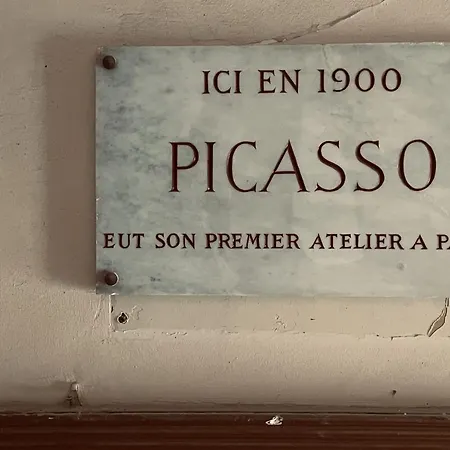 ICI EN 1900
PICASSO
EUT SON PREMIER ATELIER A